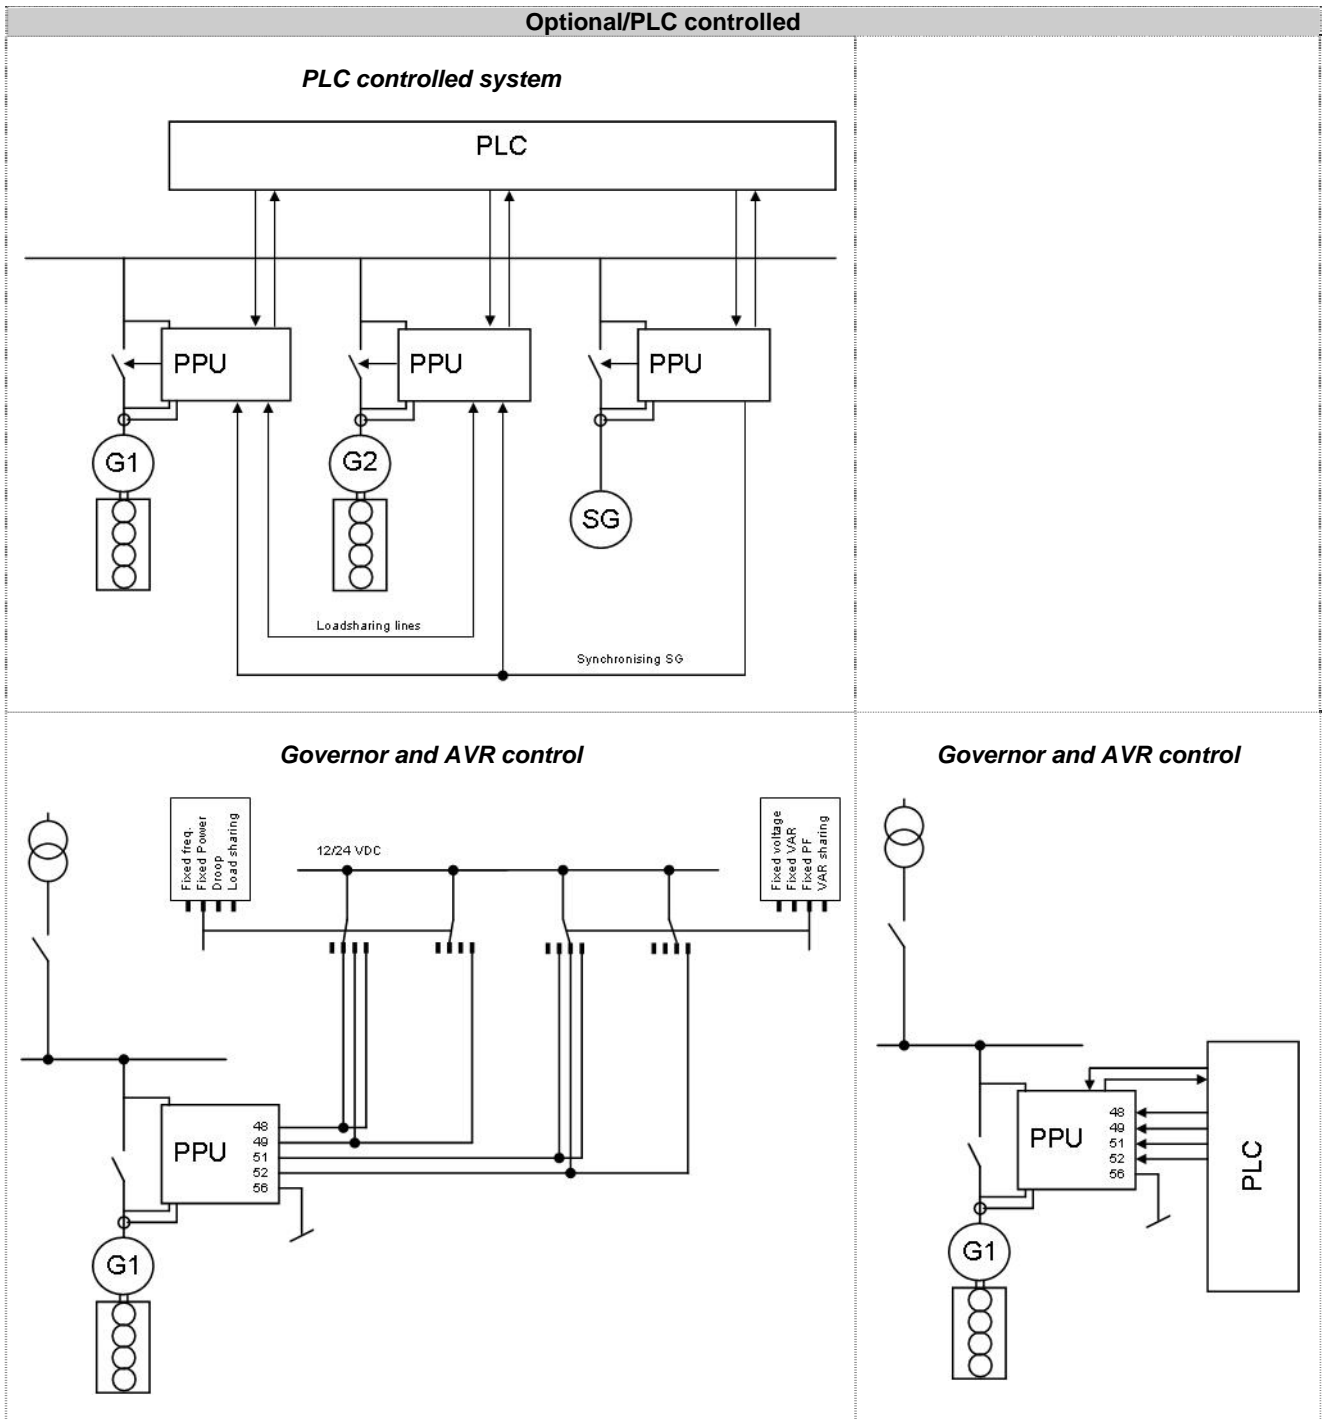 Optional/PLC controlled
PLC controlled system
PLC
PPU
PPU
PPU
G1
G2
SG
Loadsharing lines
Synchronising SG
Governor and AVR control
Fixed freq.
Fixed Power
Droop
Load sharing
12/24 VDC
Fixed voltage
Fixed VAR
Fixed PF
VAR sharing
PPU
48
49
51
52
56
G1
Governor and AVR control
PPU
48
49
51
52
56
PLC
G1